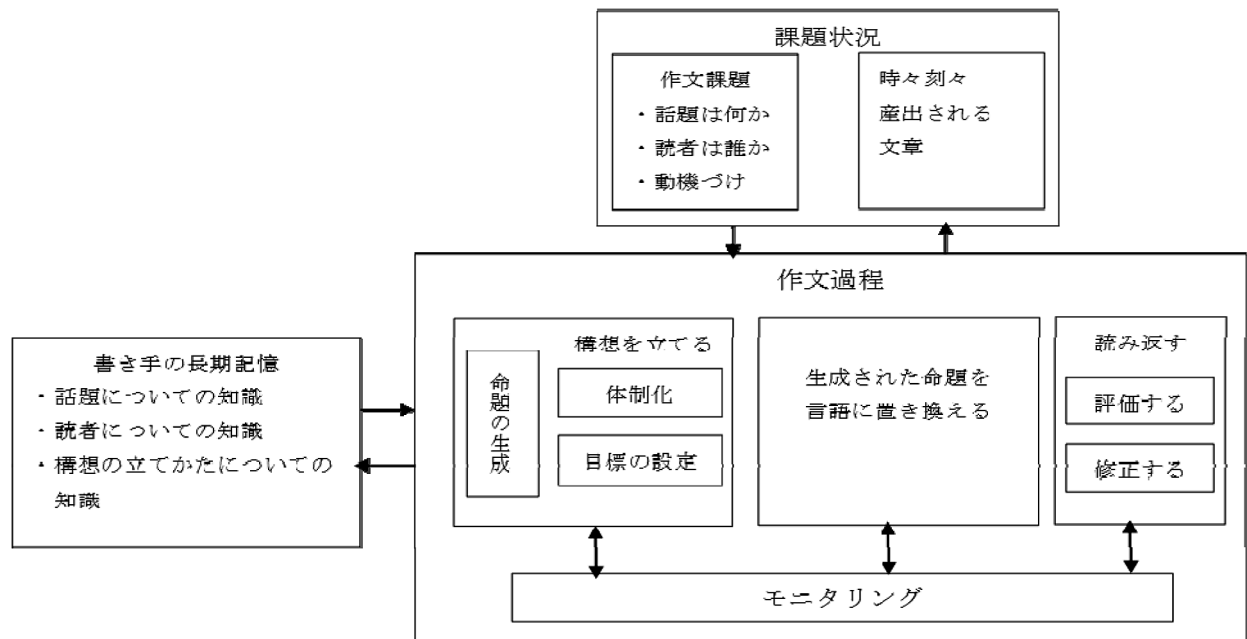 課題状況
作文課題
・話題は何か
・読者は誰か
・動機づけ
時々刻々
産出される
文章
作文過程
書き手の長期記憶
・話題についての知識
・読者についての知識
・構想の立てかたについての
知識
構想を立てる
命題の生成
体制化
目標の設定
生成された命題を
言語に置き換える
読み返す
評価する
修正する
モニタリング